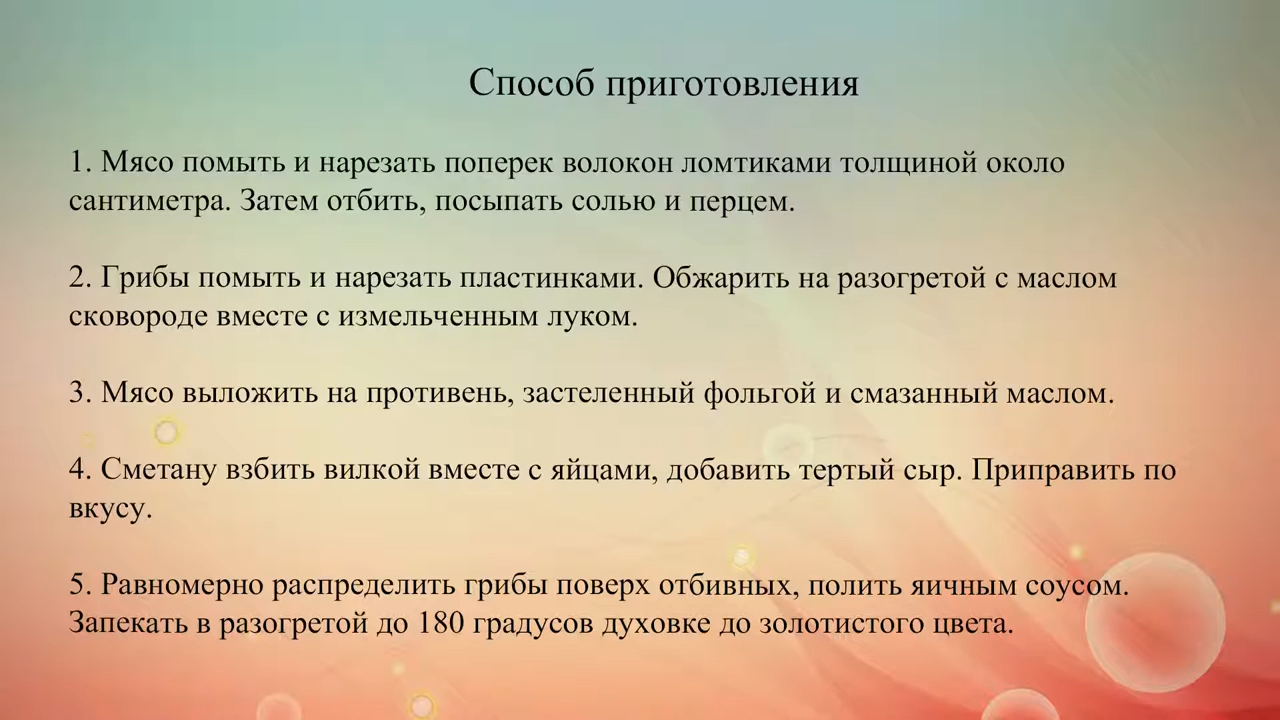 Способ приготовления
1. Мясо помыть и нарезать поперек волокон ломтиками толщиной около
сантиметра. Затем отбить, посыпать солью и перцем.
2. Грибы помыть и нарезать пластинками. Обжарить на разогретой с маслом
сковороде вместе с измельченным луком.
3. Мясо выложить на противень, застеленный фольгой и смазанный маслом.
4. Сметану взбить вилкой вместе с яйцами, добавить тертый сыр. Приправить по
вкусу.
5. Равномерно распределить грибы поверх отбивных, полить яичным соусом.
Запекать в разогретой до 180 градусов духовке до золотистого цвета.